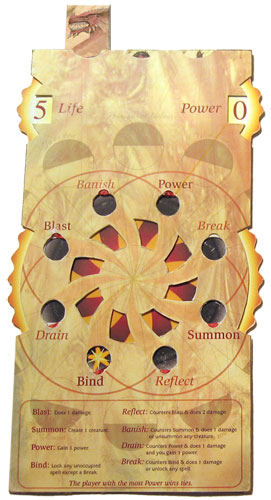 5 Life Power 0
Banish Power
Blast Break
Drain Summon
Bind Reflect
Blast: Does 1 damage.
Summon: Create 1 creature.
Power: Gain 1 power.
Bind: Lock any unoccupied
spell except a Break.
Reflect: Counters Blast & does 2 damage.
Banish: Counters Summon & does 1 damage
or unsummon any creature.
Drain: Counters Power & does 1 damage
and you gain 1 power.
Break: Counters Bind & does 1 damage
or unlock any spell.
The player with the most Power wins ties.